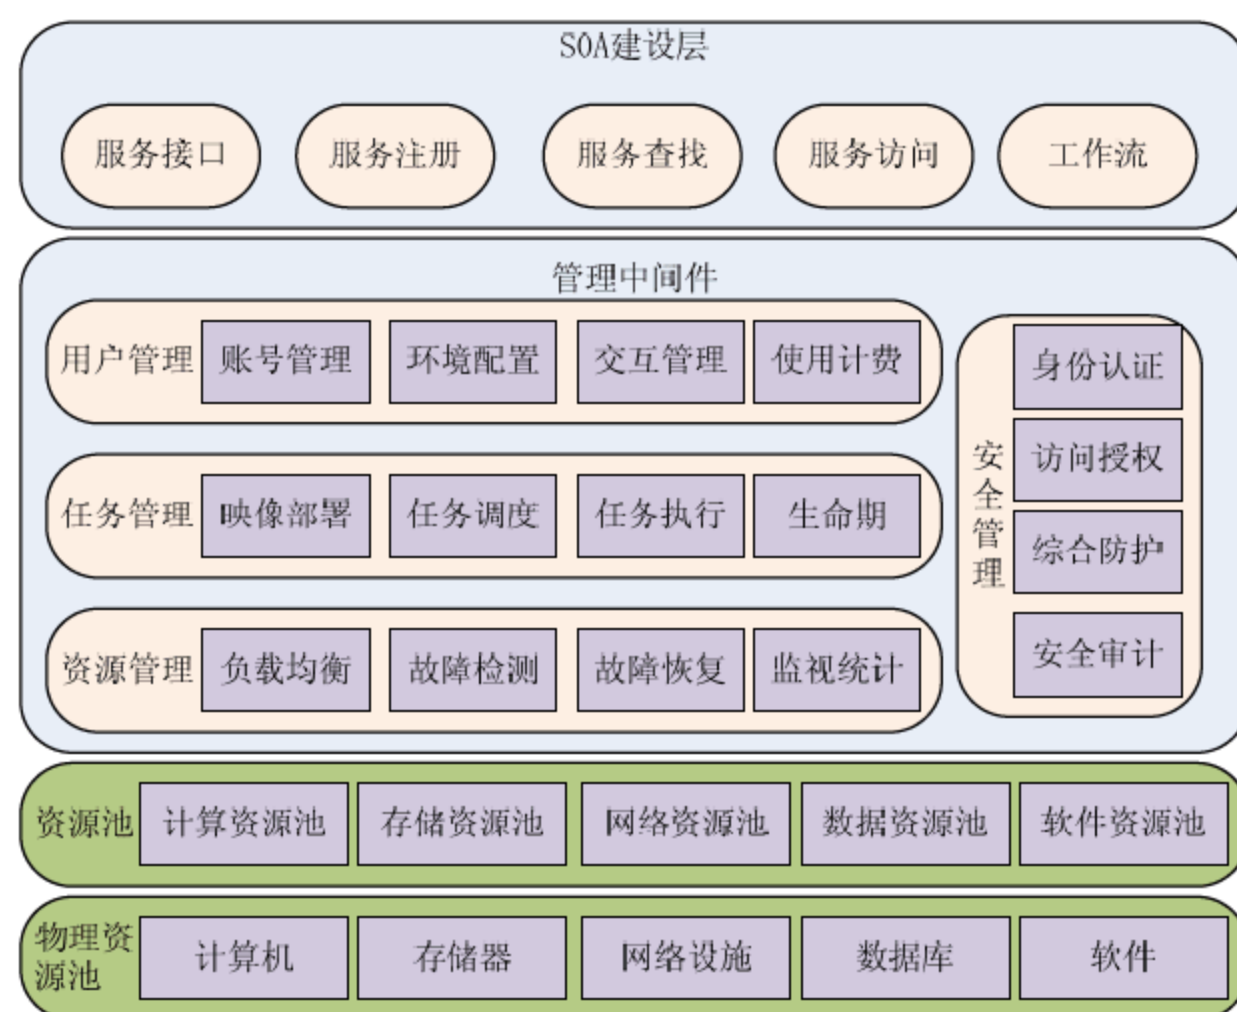 SOA建设层
服务接口 服务注册 服务查找 服务访问 工作流
管理中间件
用户管理 账号管理 环境配置 交互管理 使用计费
任务管理 映像部署 任务调度 任务执行 生命期
资源管理 负载均衡 故障检测 故障恢复 监视统计
安全管理
身份认证
访问授权
综合防护
安全审计
资源池 计算资源池 存储资源池 网络资源池 数据资源池 软件资源池
物理资
源池
计算机 存储器 网络设施 数据库 软件